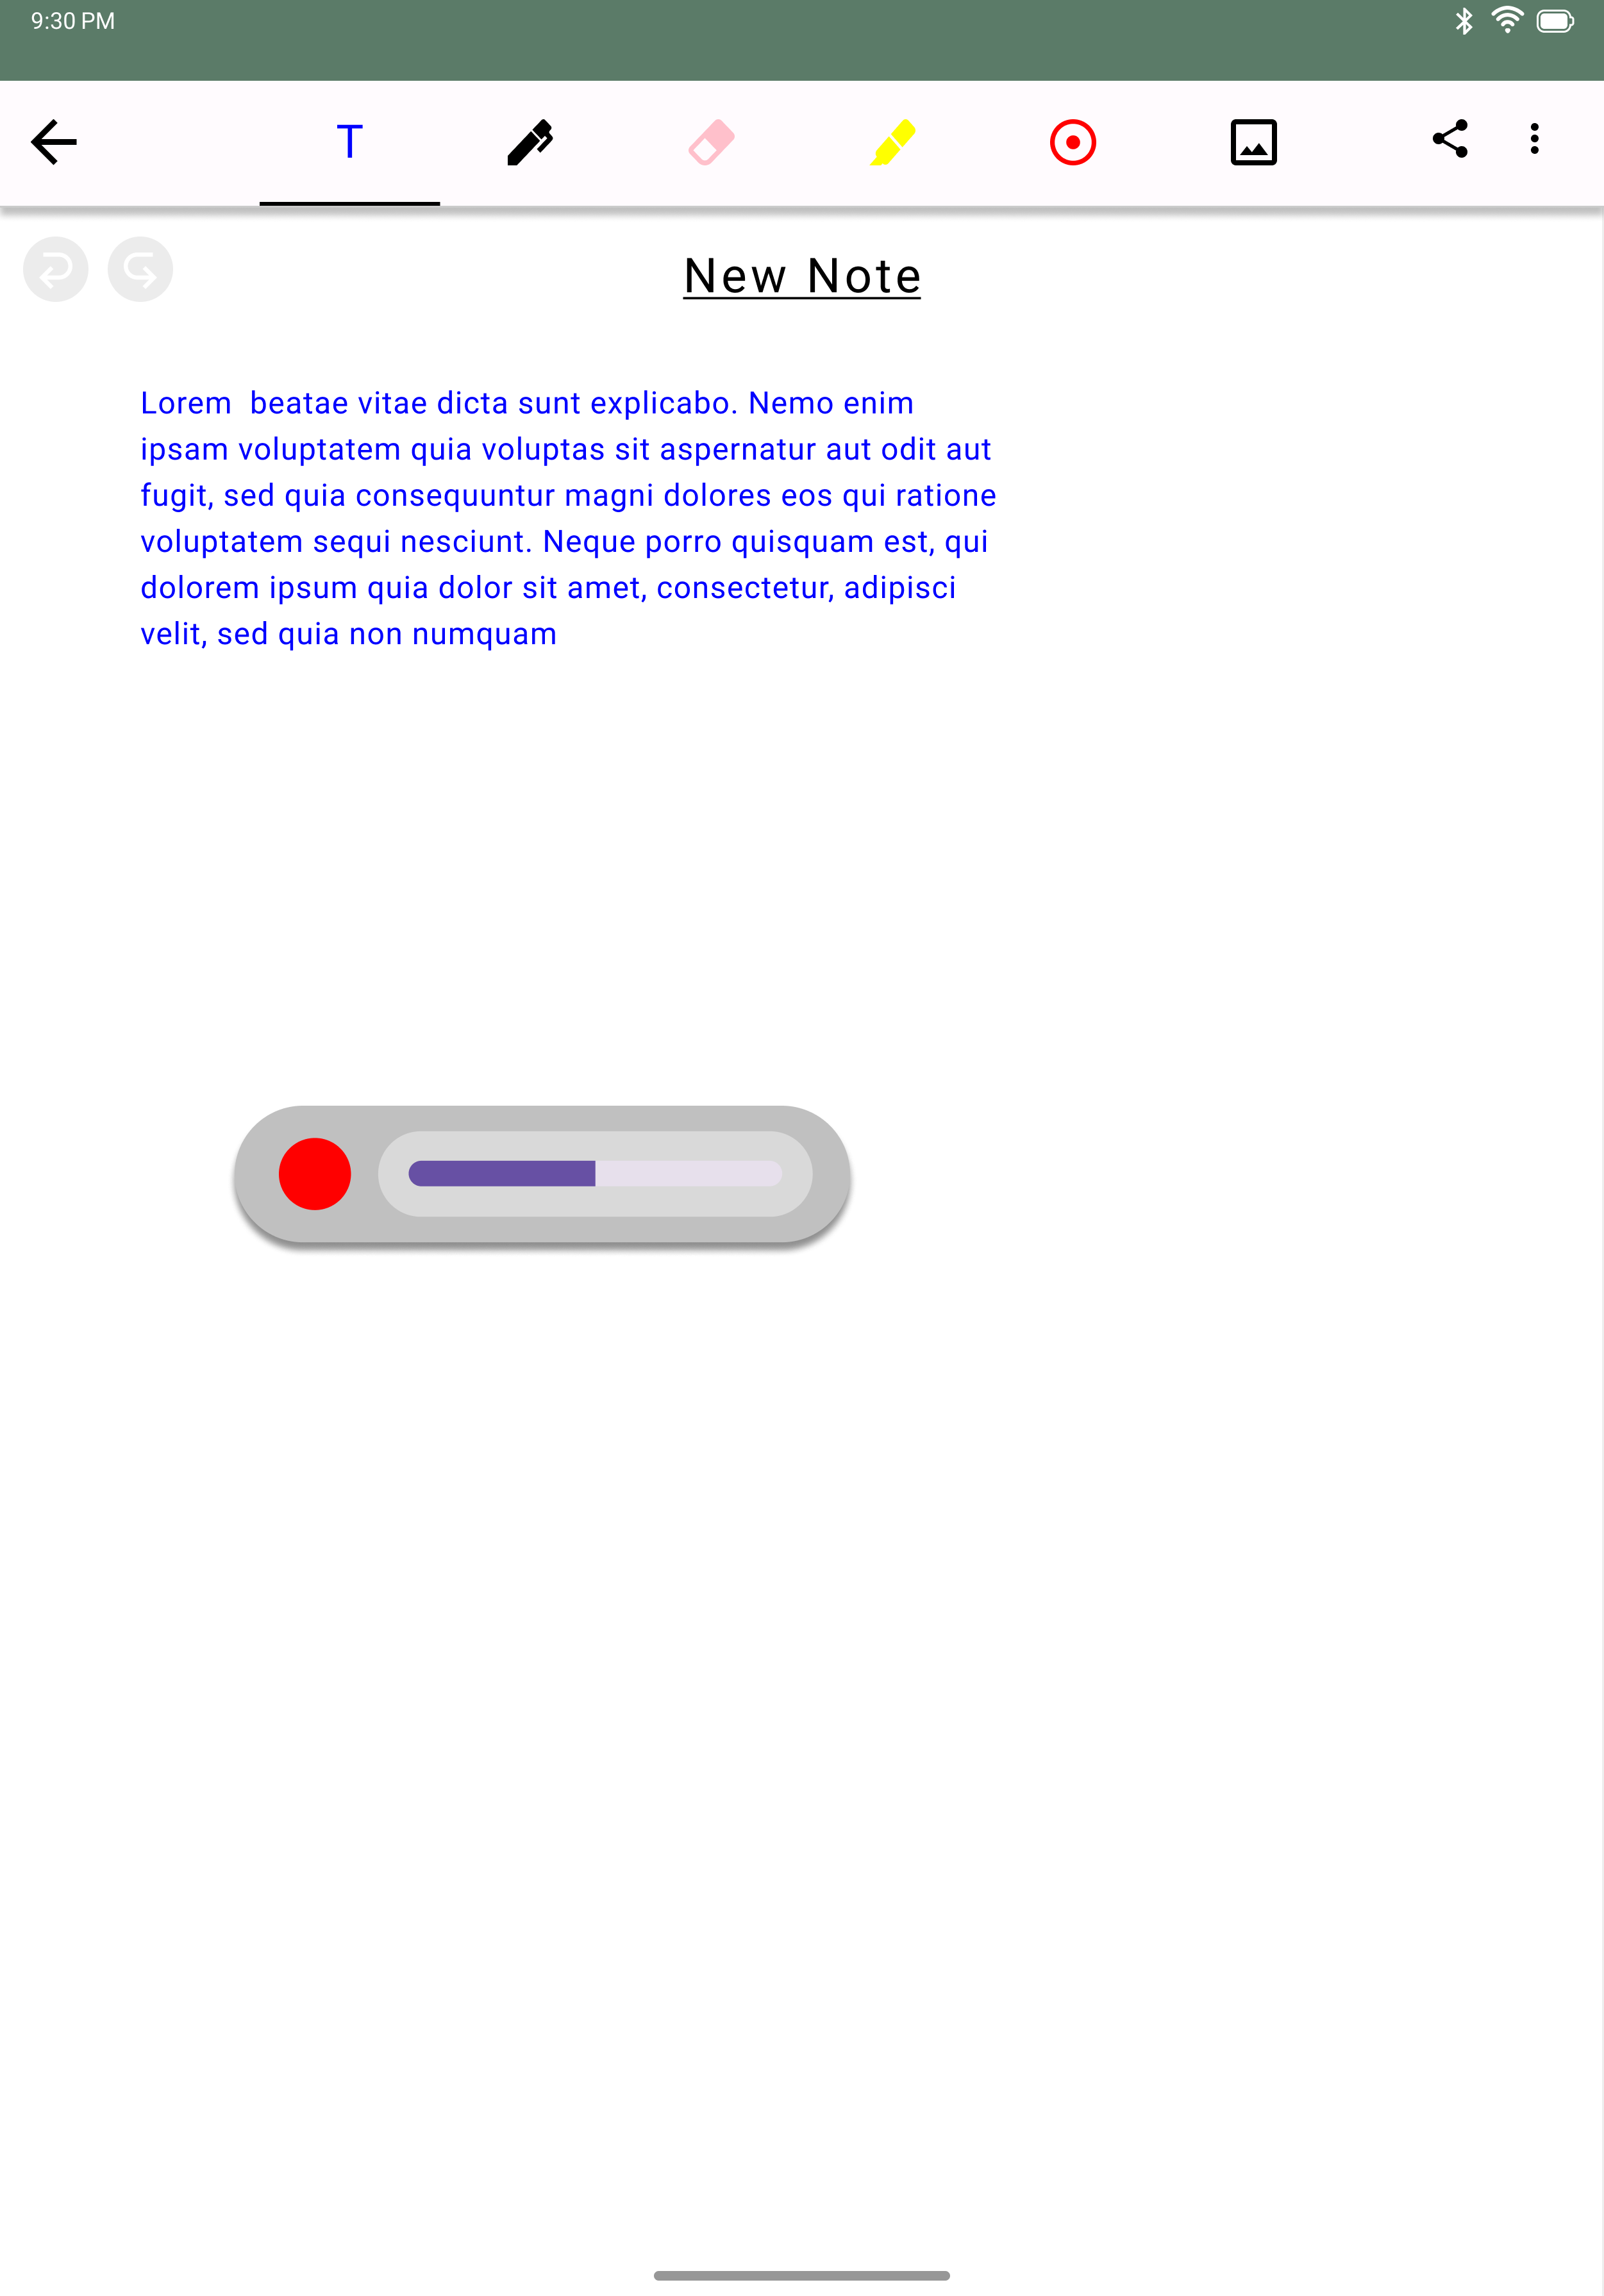 9:30 PM
T
New Note
Lorem  beatae vitae dicta sunt explicabo. Nemo enim
ipsam voluptatem quia voluptas sit aspernatur aut odit aut
fugit, sed quia consequuntur magni dolores eos qui ratione
voluptatem sequi nesciunt. Neque porro quisquam est, qui
dolorem ipsum quia dolor sit amet, consectetur, adipisci
velit, sed quia non numquam